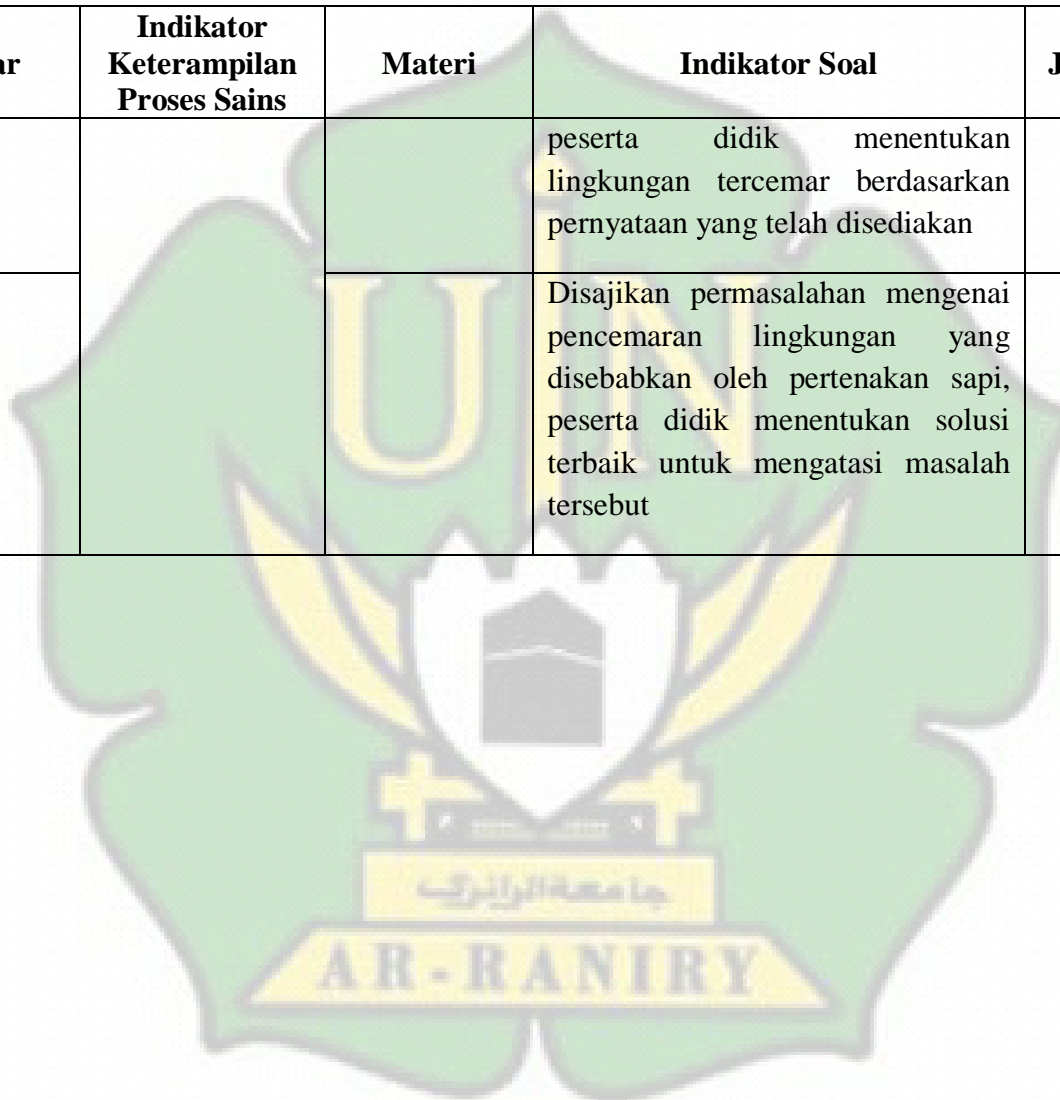 ar
Indikator
Keterampilan
Proses Sains
Materi
Indikator Soal
J
peserta didik menentukan
lingkungan tercemar berdasarkan
pernyataan yang telah disediakan
Disajikan permasalahan mengenai
pencemaran lingkungan yang
disebabkan oleh pertenakan sapi,
peserta didik menentukan solusi
terbaik untuk mengatasi masalah
tersebut
UIN
جامعة الرانري
AR-RANIRY